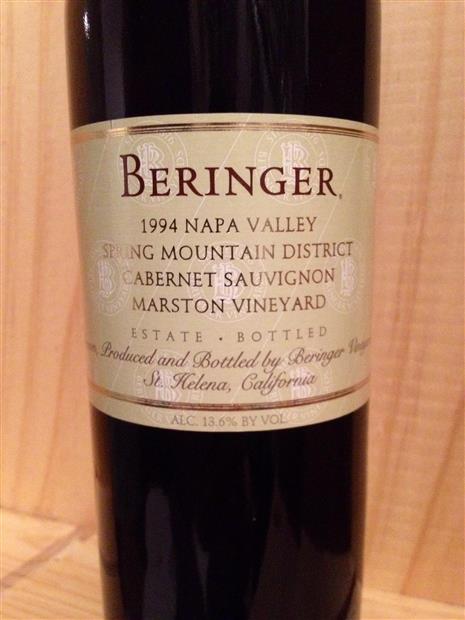 BERINGER®
1994 NAPA VALLEY
SPRING MOUNTAIN DISTRICT
CABERNET SAUVIGNON
MARSTON VINEYARD
ESTATE · BOTTLED
Produced and Bottled by Beringer
St. Helena, California
ALC. 13.6% BY VOL.